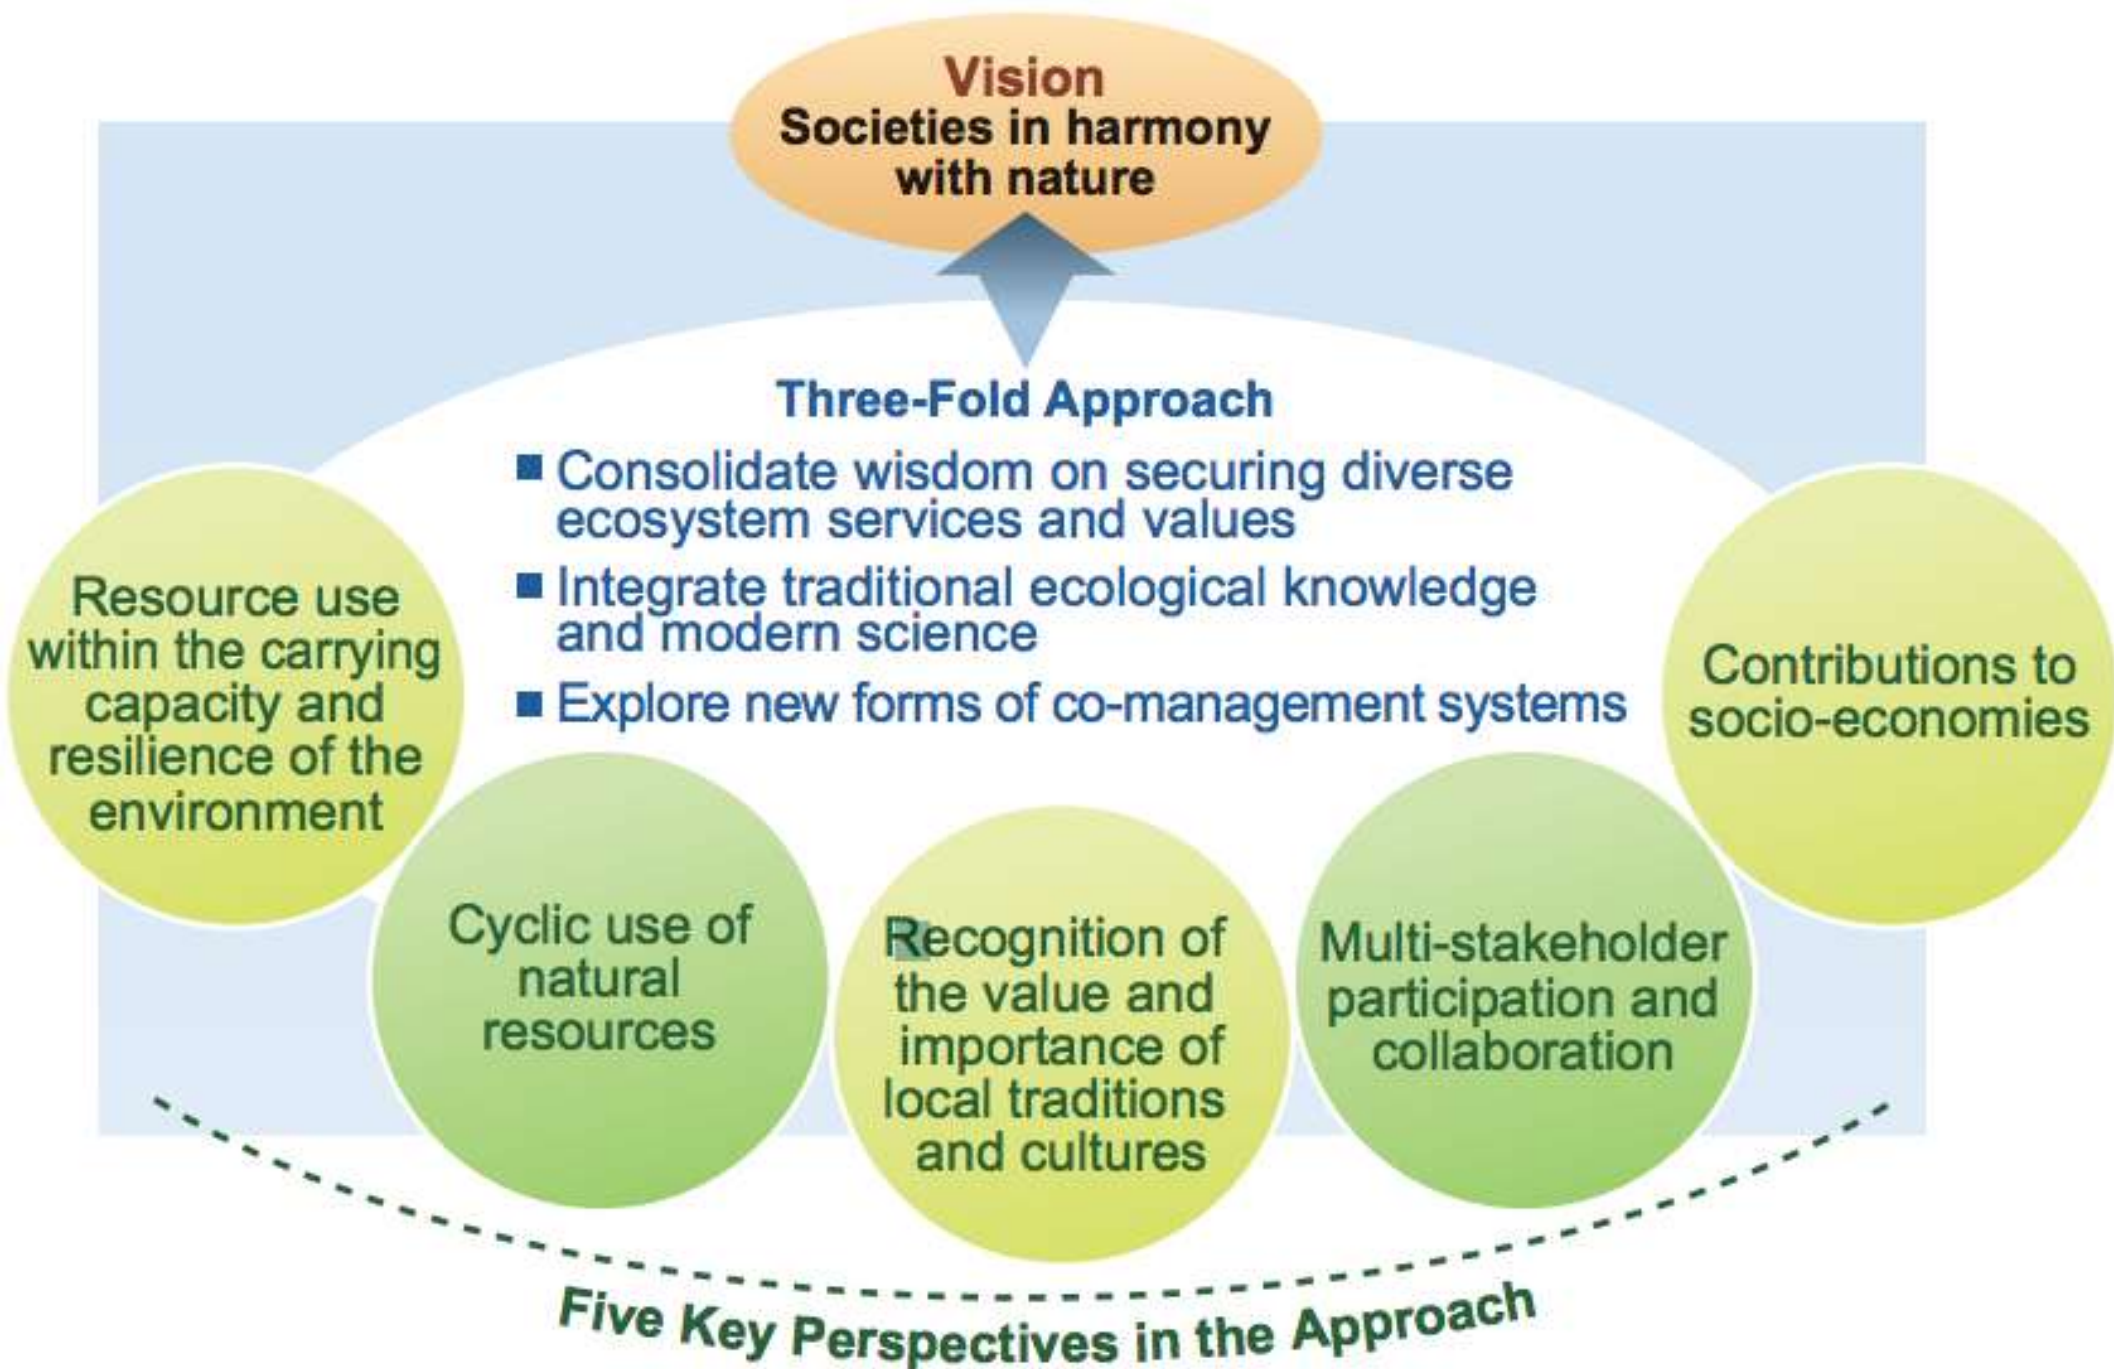 Vision
Societies in harmony
with nature
Three-Fold Approach
■ Consolidate wisdom on securing diverse
ecosystem services and values
■ Integrate traditional ecological knowledge
and modern science
■ Explore new forms of co-management systems
Resource use
within the carrying
capacity and
resilience of the
environment
Cyclic use of
natural
resources
Recognition of
the value and
importance of
local traditions
and cultures
Multi-stakeholder
participation and
collaboration
Contributions to
socio-economies
Five Key Perspectives in the Approach